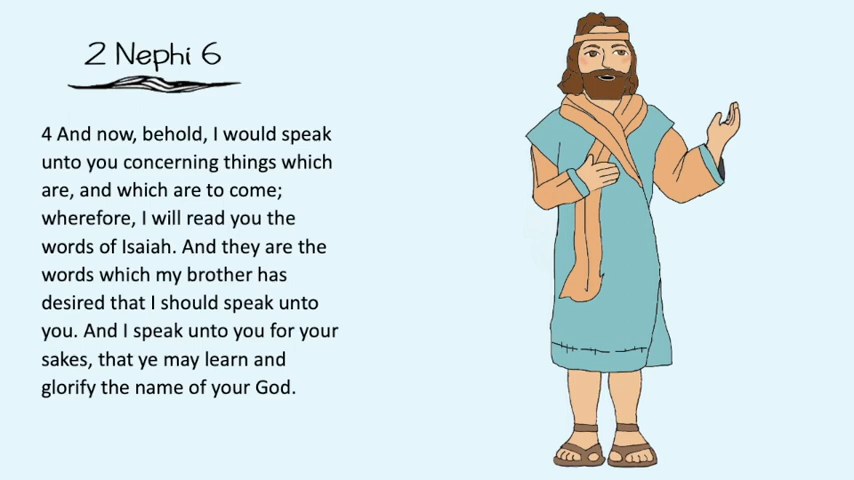 2 Nephi 6
4 And now, behold, I would speak
unto you concerning things which
are, and which are to come;
wherefore, I will read you the
words of Isaiah. And they are the
words which my brother has
desired that I should speak unto
you. And I speak unto you for your
sakes, that ye may learn and
glorify the name of your God.